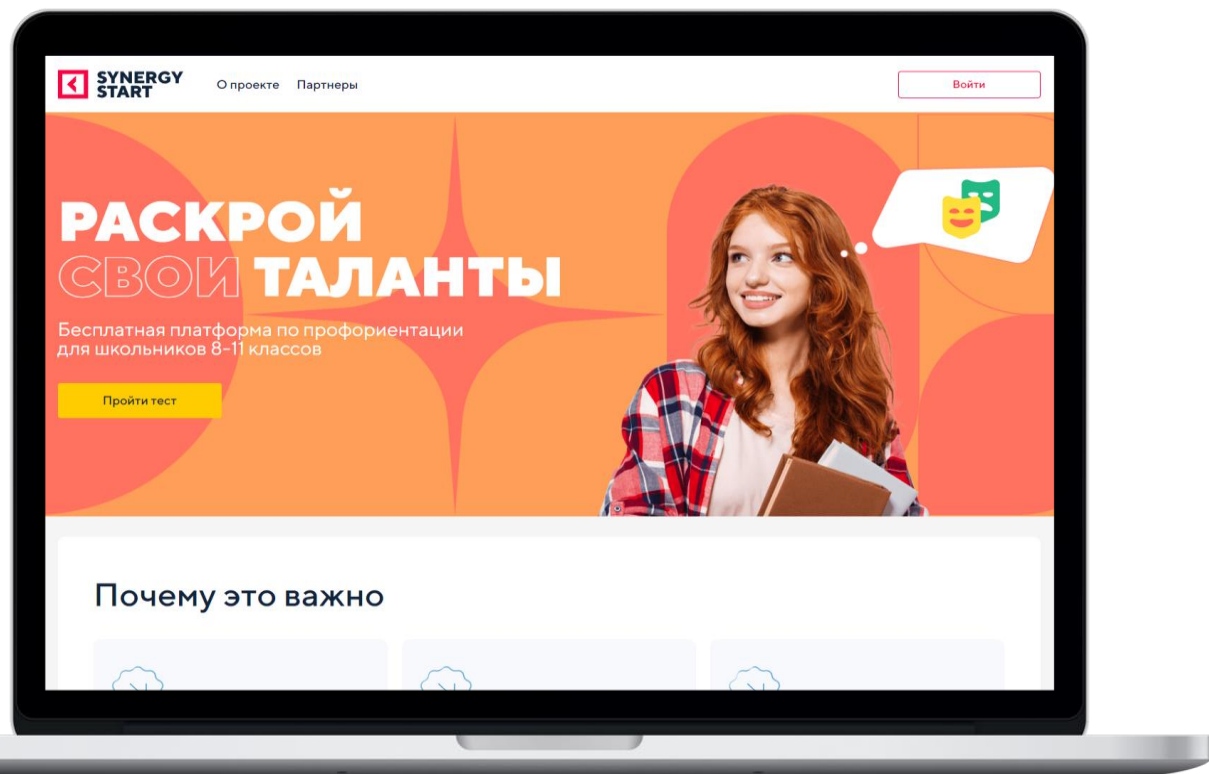 SYNERGY
START
О проекте Партнеры
Войти
РАСКРОЙ
СВОИ ТАЛАНТЫ
Бесплатная платформа по профориентации
для школьников 8-11 классов
Пройти тест
Почему это важно